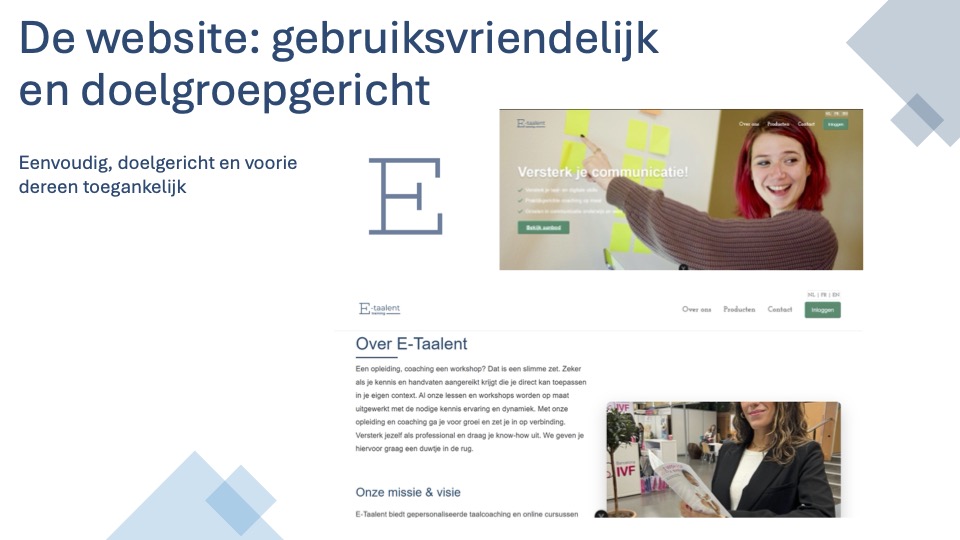 De website: gebruiksvriendelijk
en doelgroepgericht
Eenvoudig, doelgericht en voorie
dereen toegankelijk
E
E-taalent
NL FR EN
Over ons Producten Contact Inloggen
Versterk je communicatie!
Bekijk aanbod
E-taalent
training
NL | FR | EN
Over ons Producten Contact Inloggen
Over E-Taalent
Een opleiding, coaching een workshop? Dat is een slimme zet. Zeker
als je kennis en handvaten aangereikt krijgt die je direct kan toepassen
in je eigen context. Al onze lessen en workshops worden op maat
uitgewerkt met de nodige kennis ervaring en dynamiek. Met onze
opleiding en coaching ga je voor groei en zet je in op verbinding.
Versterk jezelf als professional en draag je know-how uit. We geven je
hiervoor graag een duwtje in de rug.
IVF
IVF
Onze missie & visie
E-Taalent biedt gepersonaliseerde taalcoaching en online cursussen